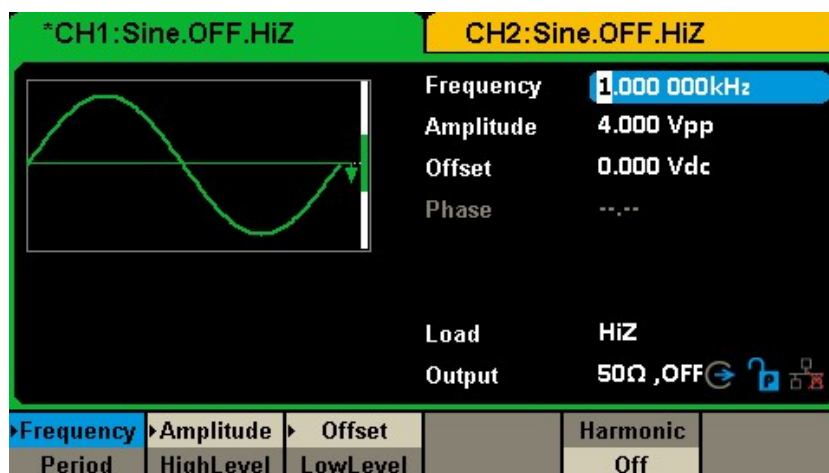 *CH1:Sine.OFF.HiZ CH2:Sine.OFF.HiZ
Frequency 1.000 000kHz
Amplitude 4.000 Vpp
Offset 0.000 Vdc
Phase --.--
Load HiZ
Output 50Ω ,OFF P
Frequency Amplitude Offset Harmonic
Period HighLevel LowLevel Off